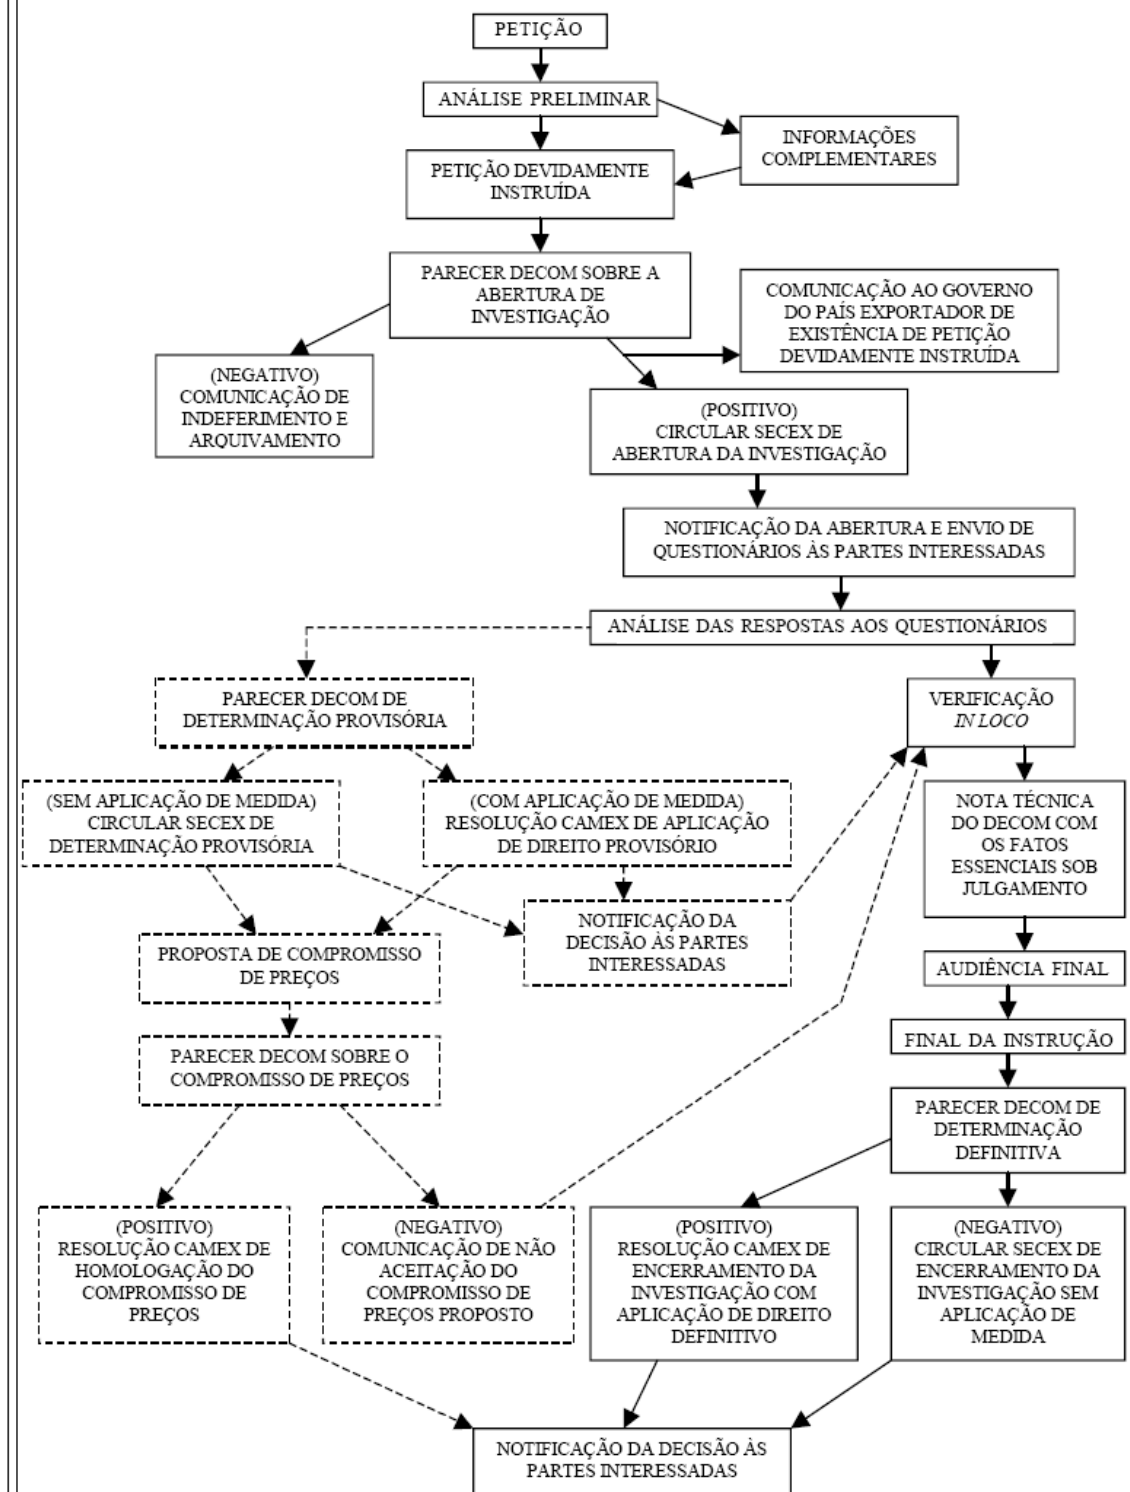 PETIÇÃO
ANÁLISE PRELIMINAR
INFORMAÇÕES
COMPLEMENTARES
PETIÇÃO DEVIDAMENTE
INSTRUÍDA
PARECER DECOM SOBRE A
ABERTURA DE
INVESTIGAÇÃO
COMUNICAÇÃO AO GOVERNO
DO PAÍS EXPORTADOR DE
EXISTÊNCIA DE PETIÇÃO
DEVIDAMENTE INSTRUÍDA
(NEGATIVO)
COMUNICAÇÃO DE
INDEFERIMENTO E
ARQUIVAMENTO
(POSITIVO)
CIRCULAR SECEX DE
ABERTURA DA INVESTIGAÇÃO
NOTIFICAÇÃO DA ABERTURA E ENVIO DE
QUESTIONÁRIOS ÀS PARTES INTERESSADAS
ANÁLISE DAS RESPOSTAS AOS QUESTIONÁRIOS
PARECER DECOM DE
DETERMINAÇÃO PROVISÓRIA
VERIFICAÇÃO
IN LOCO
(SEM APLICAÇÃO DE MEDIDA)
CIRCULAR SECEX DE
DETERMINAÇÃO PROVISÓRIA
(COM APLICAÇÃO DE MEDIDA)
RESOLUÇÃO CAMEX DE APLICAÇÃO
DE DIREITO PROVISÓRIO
NOTA TÉCNICA
DO DECOM COM
OS FATOS
ESSENCIAIS SOB
JULGAMENTO
NOTIFICAÇÃO DA
DECISÃO ÀS PARTES
INTERESSADAS
PROPOSTA DE COMPROMISSO
DE PREÇOS
AUDIÊNCIA FINAL
FINAL DA INSTRUÇÃO
PARECER DECOM SOBRE O
COMPROMISSO DE PREÇOS
PARECER DECOM DE
DETERMINAÇÃO
DEFINITIVA
(POSITIVO)
RESOLUÇÃO CAMEX DE
HOMOLOGAÇÃO DO
COMPROMISSO DE
PREÇOS
(NEGATIVO)
COMUNICAÇÃO DE NÃO
ACEITAÇÃO DO
COMPROMISSO DE
PREÇOS PROPOSTO
(POSITIVO)
RESOLUÇÃO CAMEX DE
ENCERRAMENTO DA
INVESTIGAÇÃO COM
APLICAÇÃO DE DIREITO
DEFINITIVO
(NEGATIVO)
CIRCULAR SECEX DE
ENCERRAMENTO DA
INVESTIGAÇÃO SEM
APLICAÇÃO DE
MEDIDA
NOTIFICAÇÃO DA DECISÃO ÀS
PARTES INTERESSADAS